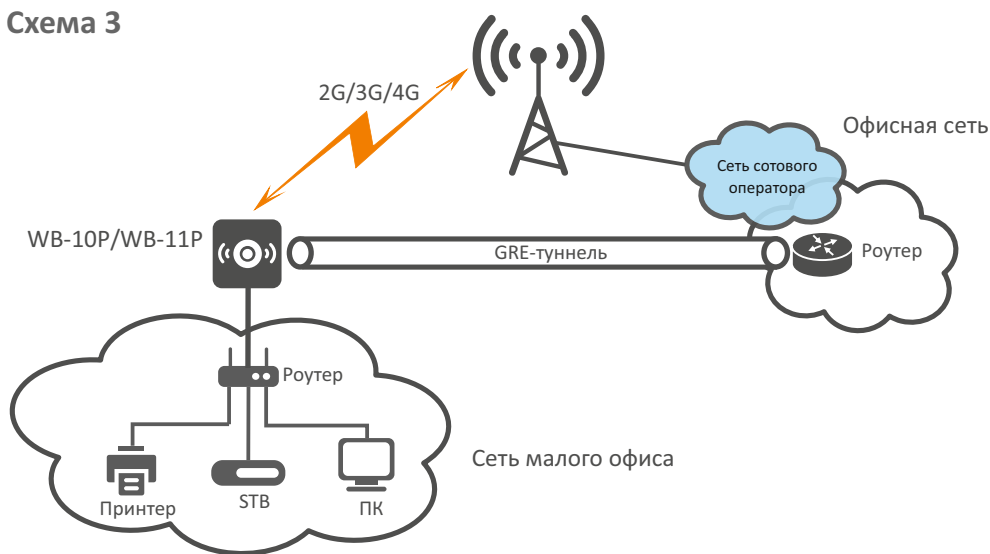 Схема 3
2G/3G/4G
Офисная сеть
Сеть сотового
оператора
WB-10P/WB-11P
GRE-туннель
Роутер
Роутер
Сеть малого офиса
Принтер
STB
ПК